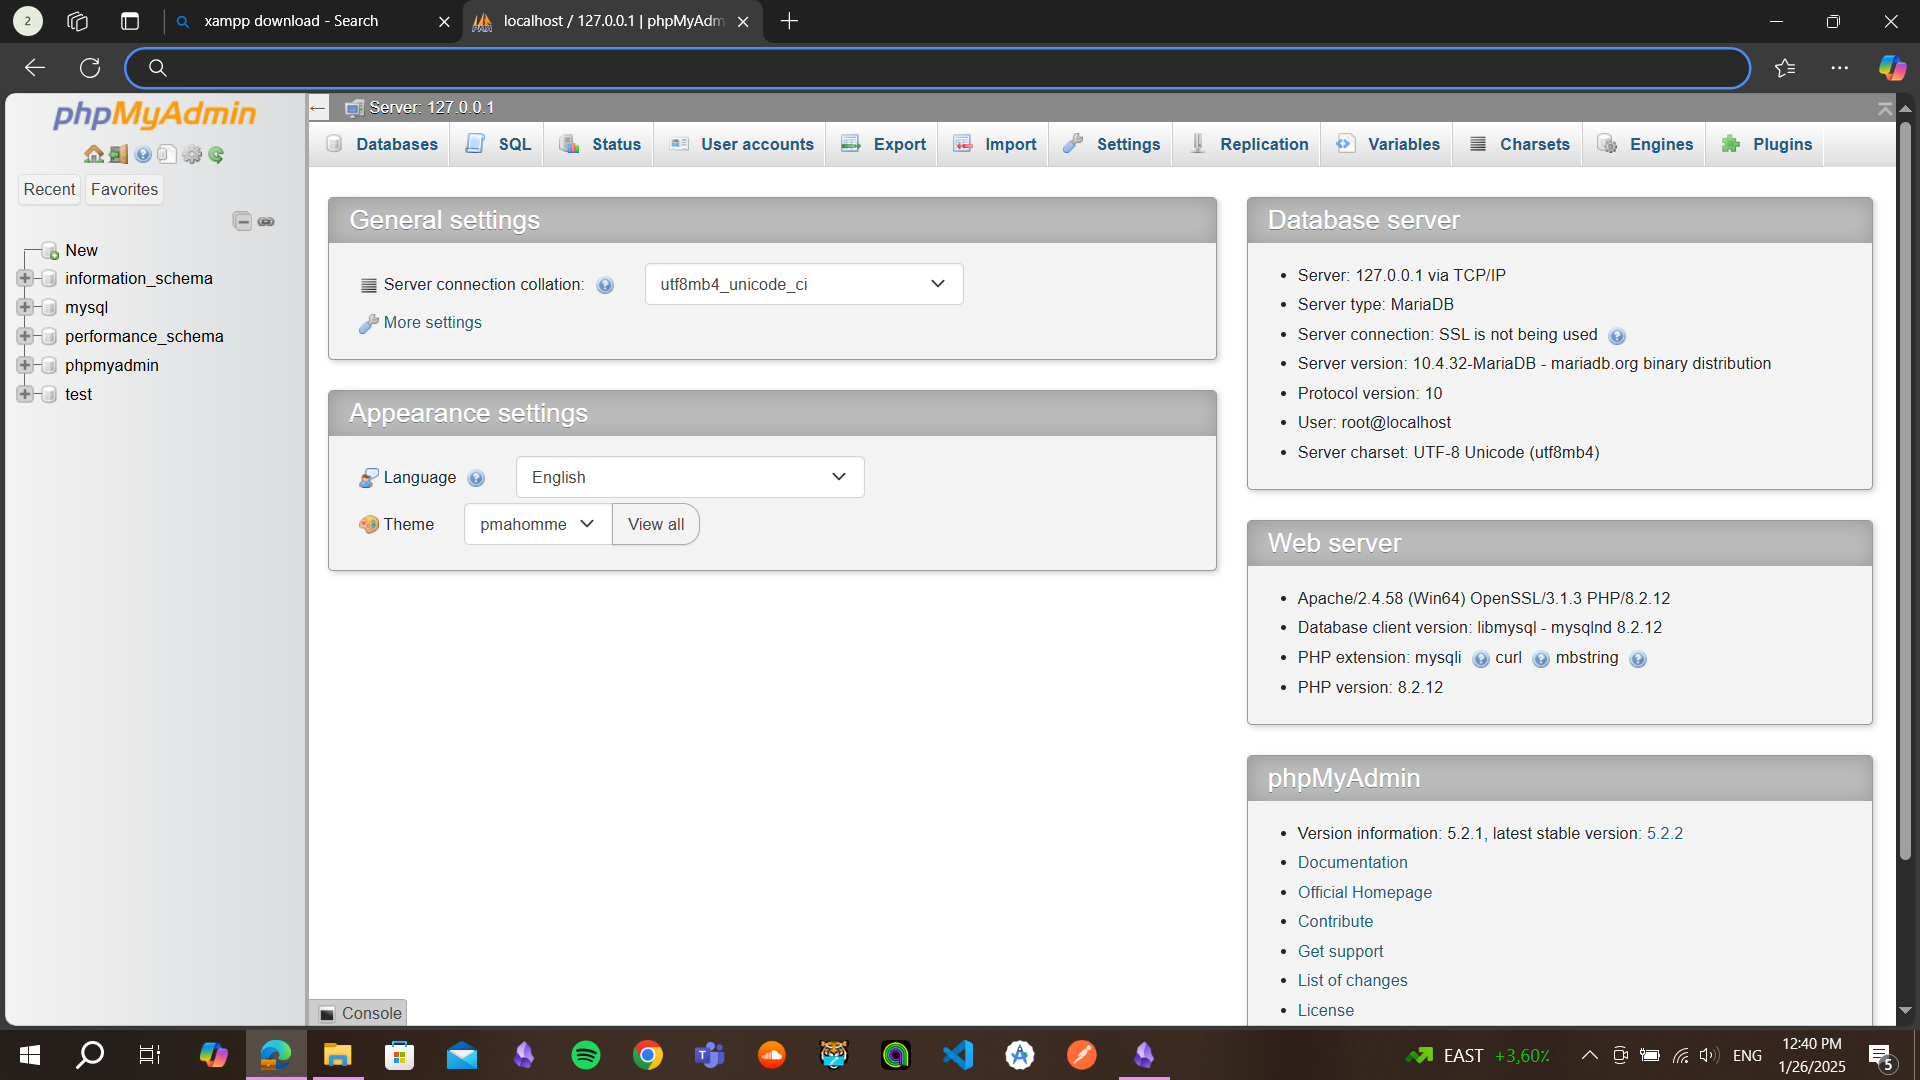 2
xampp download - Search
localhost / 127.0.0.1 | phpMyAdm
phpMyAdmin
Recent
Favorites
New
information_schema
mysql
performance_schema
phpmyadmin
test
Server: 127.0.0.1
Databases
SQL
Status
User accounts
Export
Import
Settings
Replication
Variables
Charsets
Engines
Plugins
General settings
Server connection collation:
utf8mb4_unicode_ci
More settings
Appearance settings
Language
English
Theme
pmahomme
View all
Database server
Server: 127.0.0.1 via TCP/IP
Server type: MariaDB
Server connection: SSL is not being used
Server version: 10.4.32-MariaDB - mariadb.org binary distribution
Protocol version: 10
User: root@localhost
Server charset: UTF-8 Unicode (utf8mb4)
Web server
Apache/2.4.58 (Win64) OpenSSL/3.1.3 PHP/8.2.12
Database client version: libmysql - mysqlnd 8.2.12
PHP extension: mysqli curl mbstring
PHP version: 8.2.12
phpMyAdmin
Version information: 5.2.1, latest stable version: 5.2.2
Documentation
Official Homepage
Contribute
Get support
List of changes
License
Console
EAST +3,60%
ENG
12:40 PM
1/26/2025
5